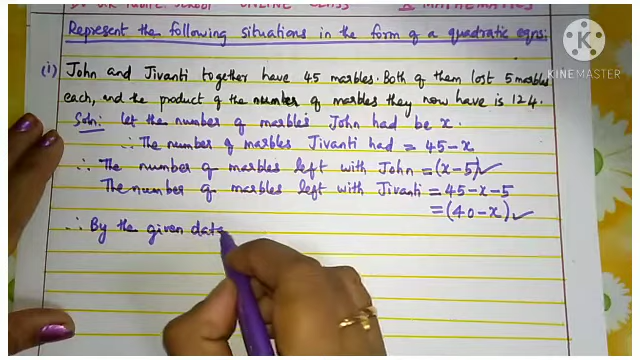 PUBLIC SCHOOL ONLINE CLASS X MATHEMATICS
Represent the following situations in the form of a quadratic eqns:
(i) John and Jivanti together have 45 marbles. Both of them lost 5 marbles
each, and the product of the number of marbles they now have is 124.
Soln: let the number of marbles John had be x.
∴ The number of marbles Jivanti had = 45-x
∴ The number of marbles left with John = (x-5)✓
The number of marbles left with Jivanti = 45-x-5
= (40-x)✓
∴ By the given data
KINEMASTER